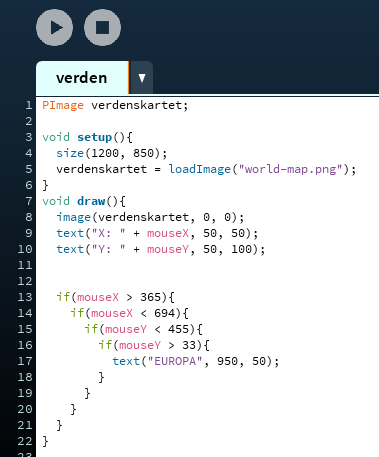 verden ▼
1 PImage verdenskartet;
2
3 void setup(){
4   size(1200, 850);
5   verdenskartet = loadImage("world-map.png");
6 }
7 void draw(){
8   image(verdenskartet, 0, 0);
9   text("X: " + mouseX, 50, 50);
10   text("Y: " + mouseY, 50, 100);
11
12
13   if(mouseX > 365){
14     if(mouseX < 694){
15       if(mouseY < 455){
16         if(mouseY > 33){
17           text("EUROPA", 950, 50);
18         }
19       }
20     }
21   }
22 }
23